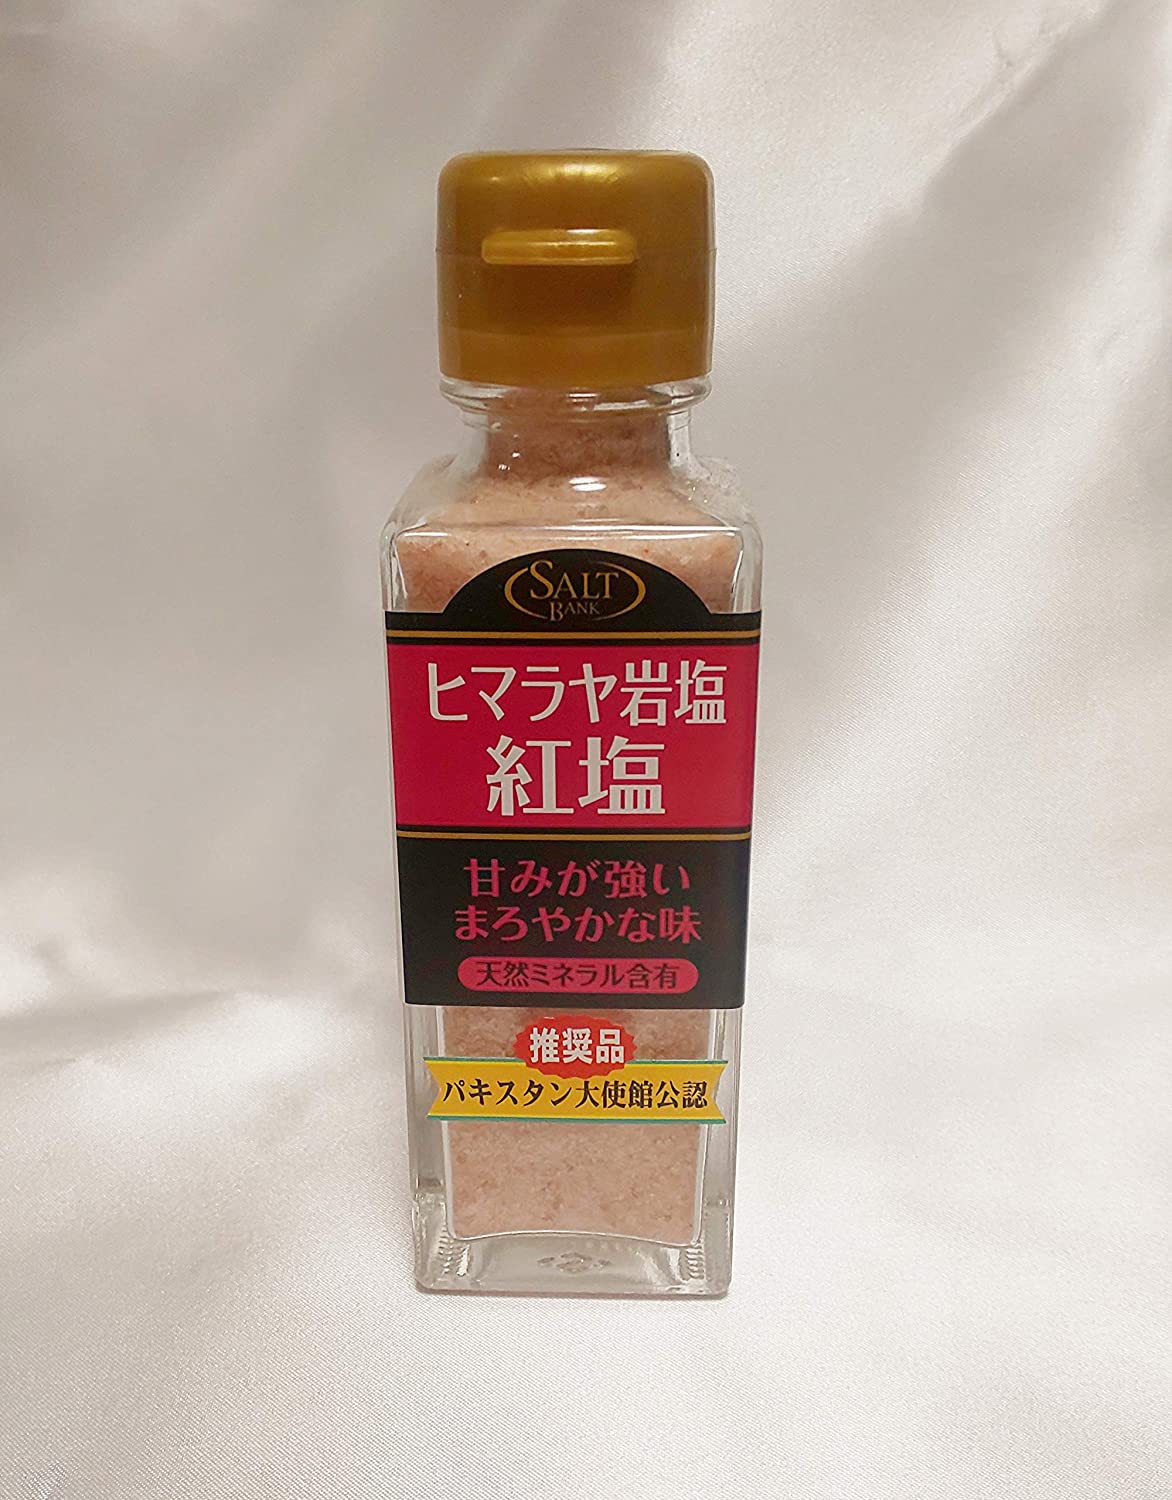 SALT
BANK
ヒマラヤ岩塩
紅塩
甘みが強い
まろやかな味
天然ミネラル含有
推奨品
パキスタン大使館公認